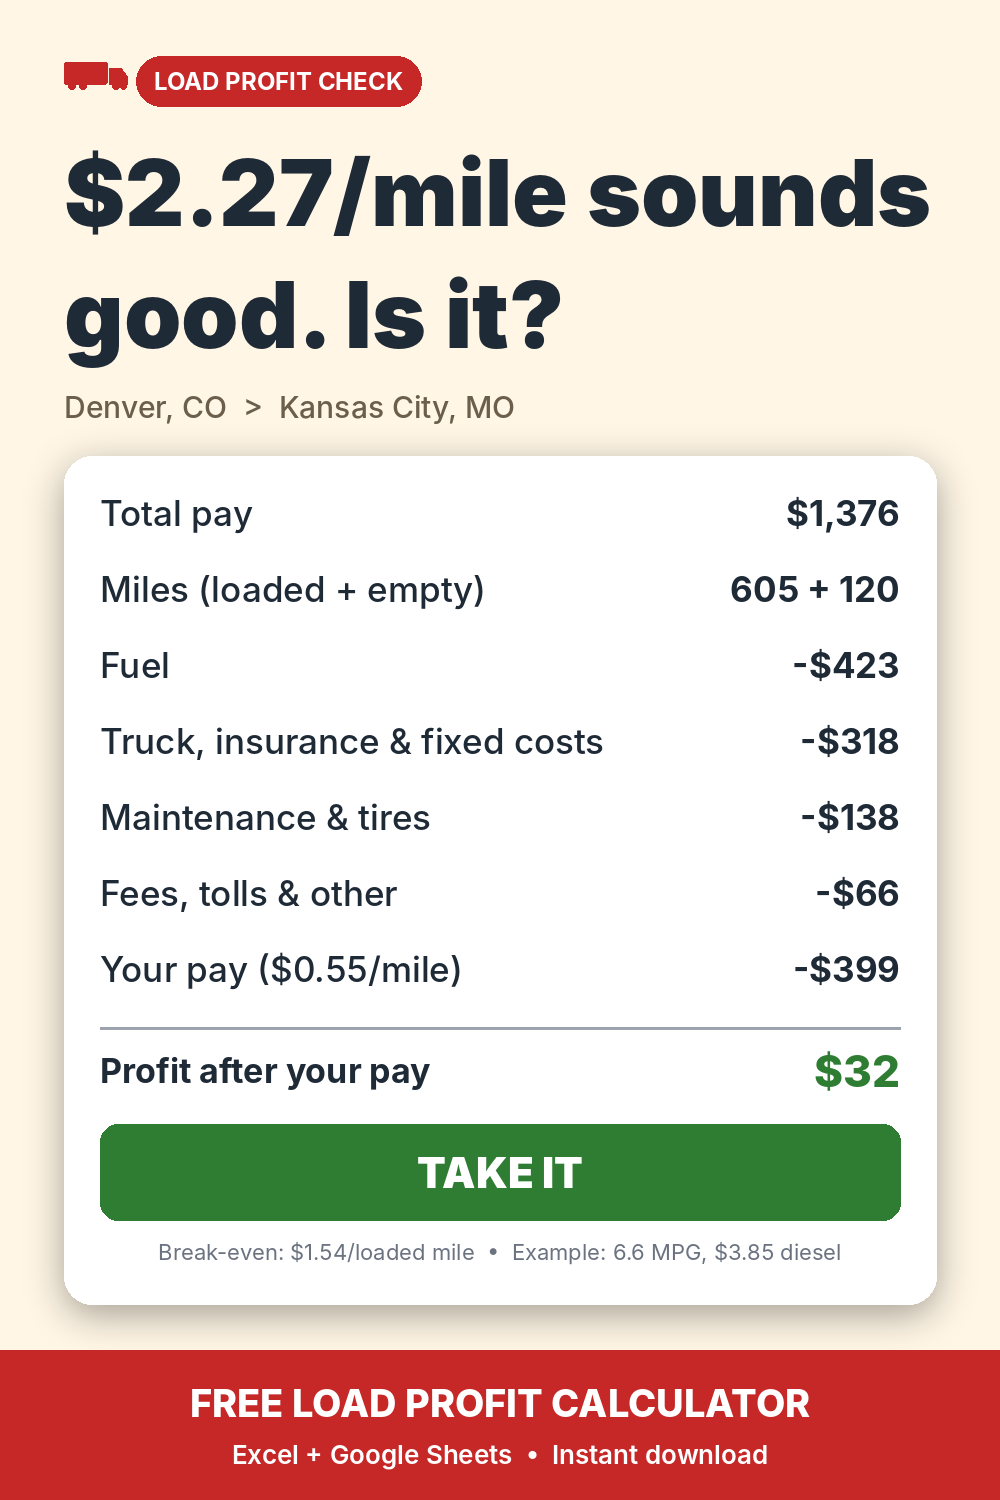 LOAD PROFIT CHECK
$2.27/mile sounds
good. Is it?
Denver, CO > Kansas City, MO
Total pay $1,376
Miles (loaded + empty) 605 + 120
Fuel -$423
Truck, insurance & fixed costs -$318
Maintenance & tires -$138
Fees, tolls & other -$66
Your pay ($0.55/mile) -$399
Profit after your pay $32
TAKE IT
Break-even: $1.54/loaded mile • Example: 6.6 MPG, $3.85 diesel
FREE LOAD PROFIT CALCULATOR
Excel + Google Sheets • Instant download